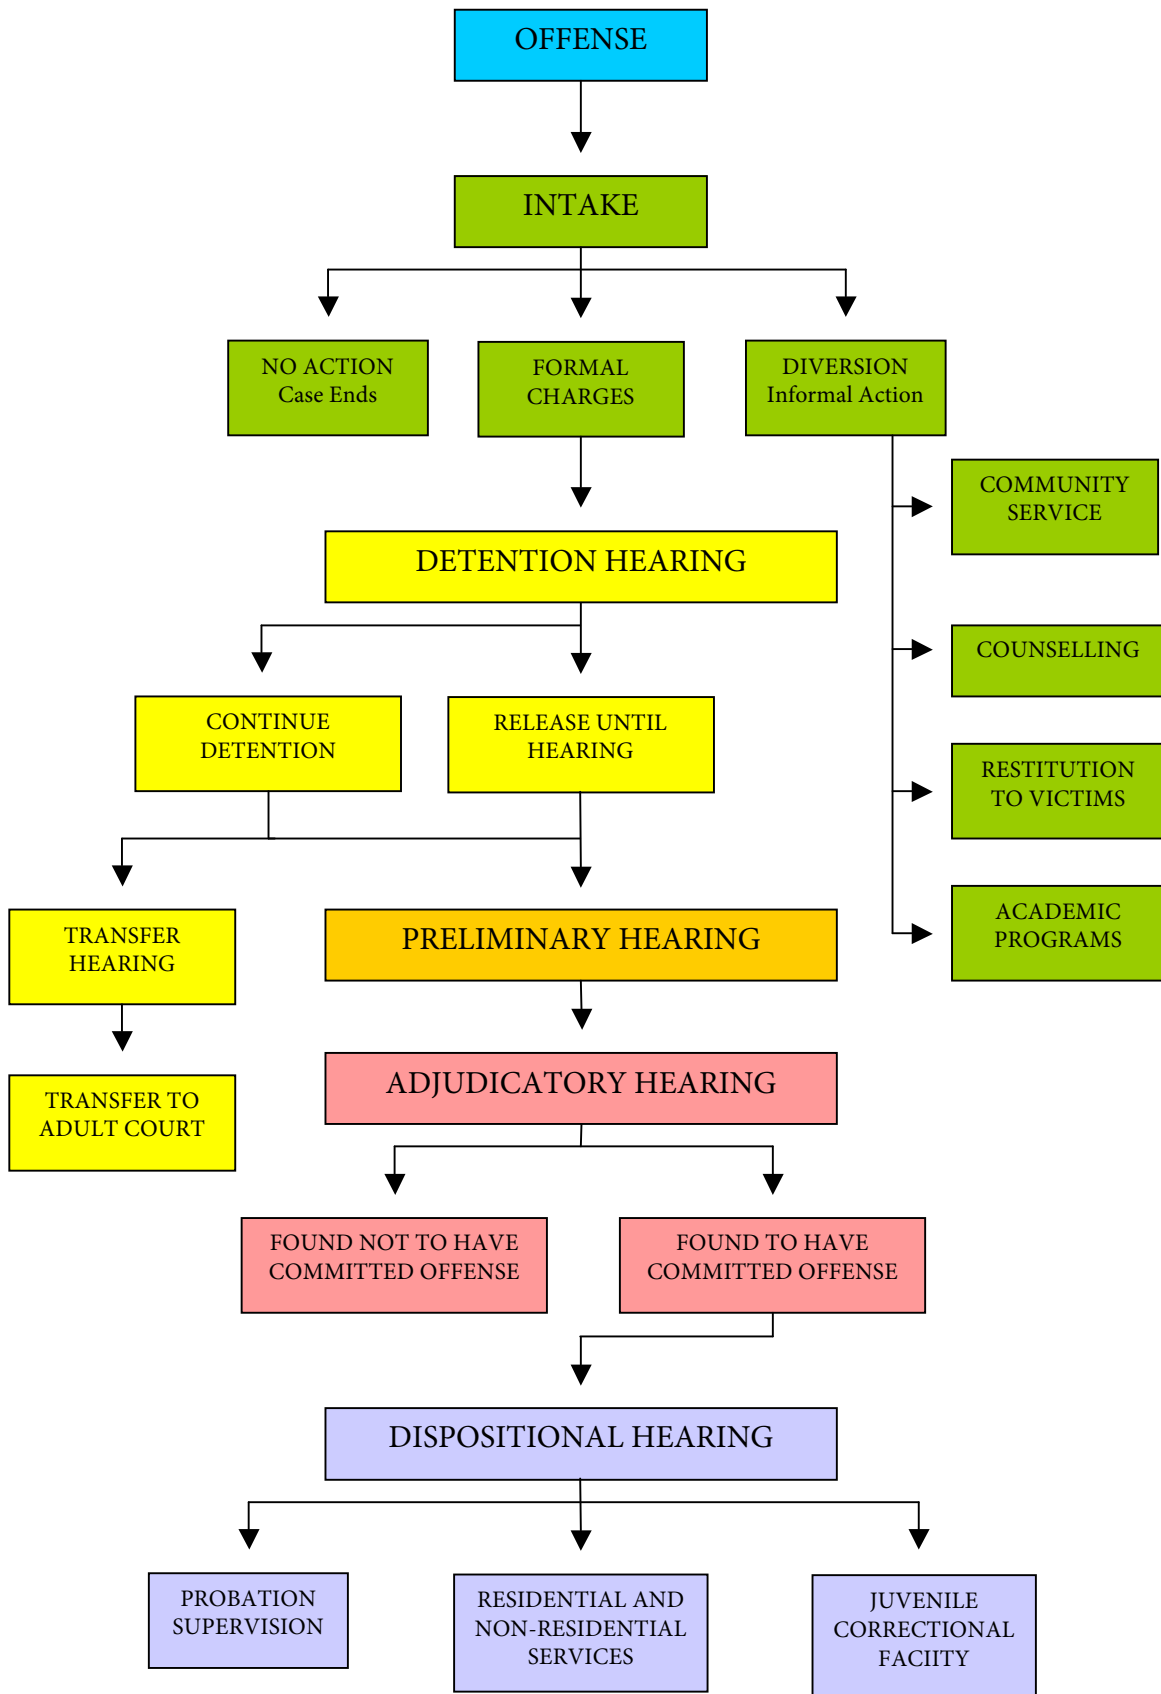 OFFENSE
INTAKE
NO ACTION
Case Ends
FORMAL
CHARGES
DIVERSION
Informal Action
COMMUNITY
SERVICE
DETENTION HEARING
COUNSELLING
CONTINUE
DETENTION
RELEASE UNTIL
HEARING
RESTITUTION
TO VICTIMS
TRANSFER
HEARING
PRELIMINARY HEARING
ACADEMIC
PROGRAMS
ADJUDICATORY HEARING
TRANSFER TO
ADULT COURT
FOUND NOT TO HAVE
COMMITTED OFFENSE
FOUND TO HAVE
COMMITTED OFFENSE
DISPOSITIONAL HEARING
PROBATION
SUPERVISION
RESIDENTIAL AND
NON-RESIDENTIAL
SERVICES
JUVENILE
CORRECTIONAL
FACIITY